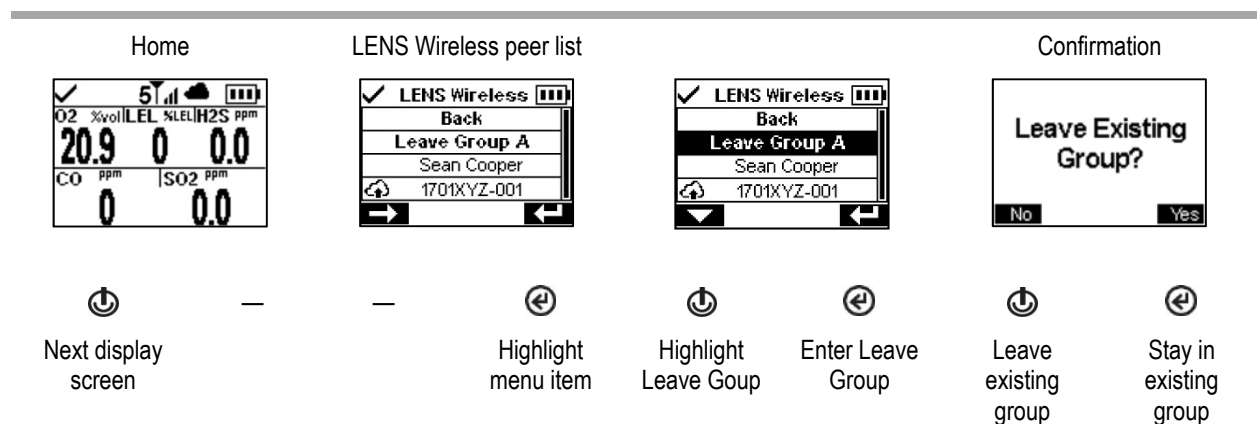 Home
LENS Wireless peer list
Confirmation
5
O2 %vol LEL %LEL H2S ppm
20.9 0 0.0
CO ppm SO2 ppm
0 0.0
LENS Wireless
Back
Leave Group A
Sean Cooper
1701XYZ-001
LENS Wireless
Back
Leave Group A
Sean Cooper
1701XYZ-001
Leave Existing
Group?
No Yes
— —
Next display
screen
Highlight
menu item
Highlight
Leave Goup
Enter Leave
Group
Leave
existing
group
Stay in
existing
group